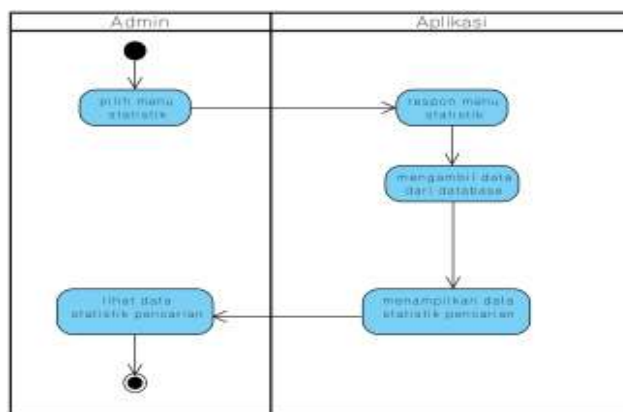 Admin
Aplikasi
pilih menu
statistik
respon menu
statistik
mengambil data
dari database
menampilkan data
statistik pencarian
lihat data
statistik pencarian